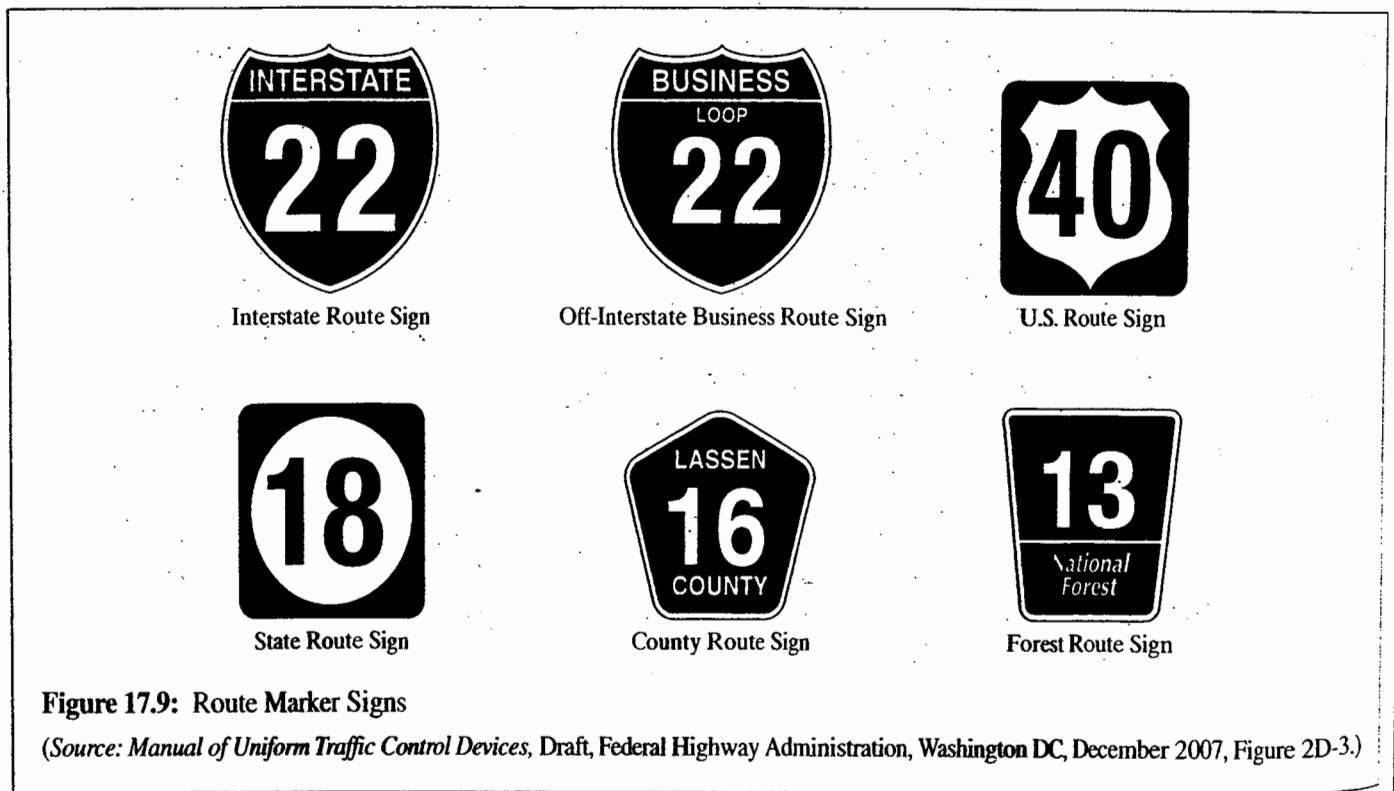 INTERSTATE
22
Interstate Route Sign
BUSINESS
LOOP
22
Off-Interstate Business Route Sign
40
U.S. Route Sign
18
State Route Sign
LASSEN
16
COUNTY
County Route Sign
13
National
Forest
Forest Route Sign
Figure 17.9: Route Marker Signs
(Source: Manual of Uniform Traffic Control Devices, Draft, Federal Highway Administration, Washington DC, December 2007, Figure 2D-3.)